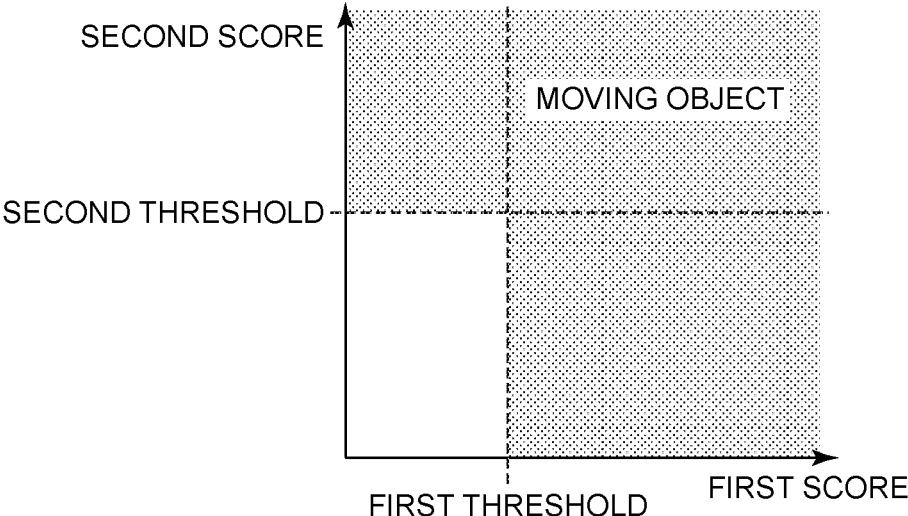 SECOND SCORE
MOVING OBJECT
SECOND THRESHOLD
FIRST SCORE
FIRST THRESHOLD